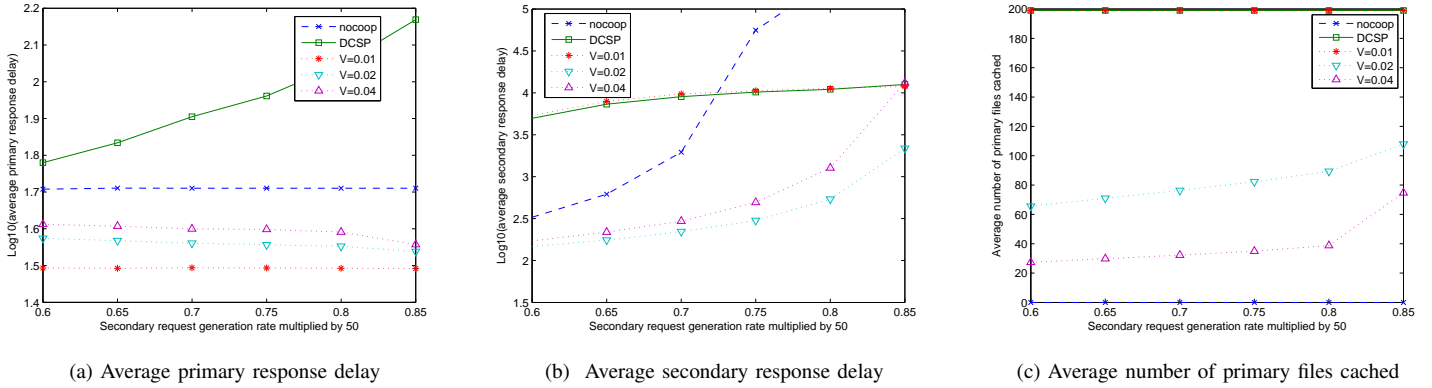 2.2
2.1
2
1.9
1.8
1.7
1.6
1.5
1.4
0.6 0.65 0.7 0.75 0.8 0.85
Log10(average primary response delay)
Secondary request generation rate multiplied by 50
nocoop
DCSP
V=0.01
V=0.02
V=0.04
(a) Average primary response delay
5
4.5
4
3.5
3
2.5
2
1.5
0.6 0.65 0.7 0.75 0.8 0.85
Log10(average secondary response delay)
Secondary request generation rate multiplied by 50
nocoop
DCSP
V=0.01
V=0.02
V=0.04
(b) Average secondary response delay
200
180
160
140
120
100
80
60
40
20
0
0.6 0.65 0.7 0.75 0.8 0.85
Average number of primary files cached
Secondary request generation rate multiplied by 50
nocoop
DCSP
V=0.01
V=0.02
V=0.04
(c) Average number of primary files cached